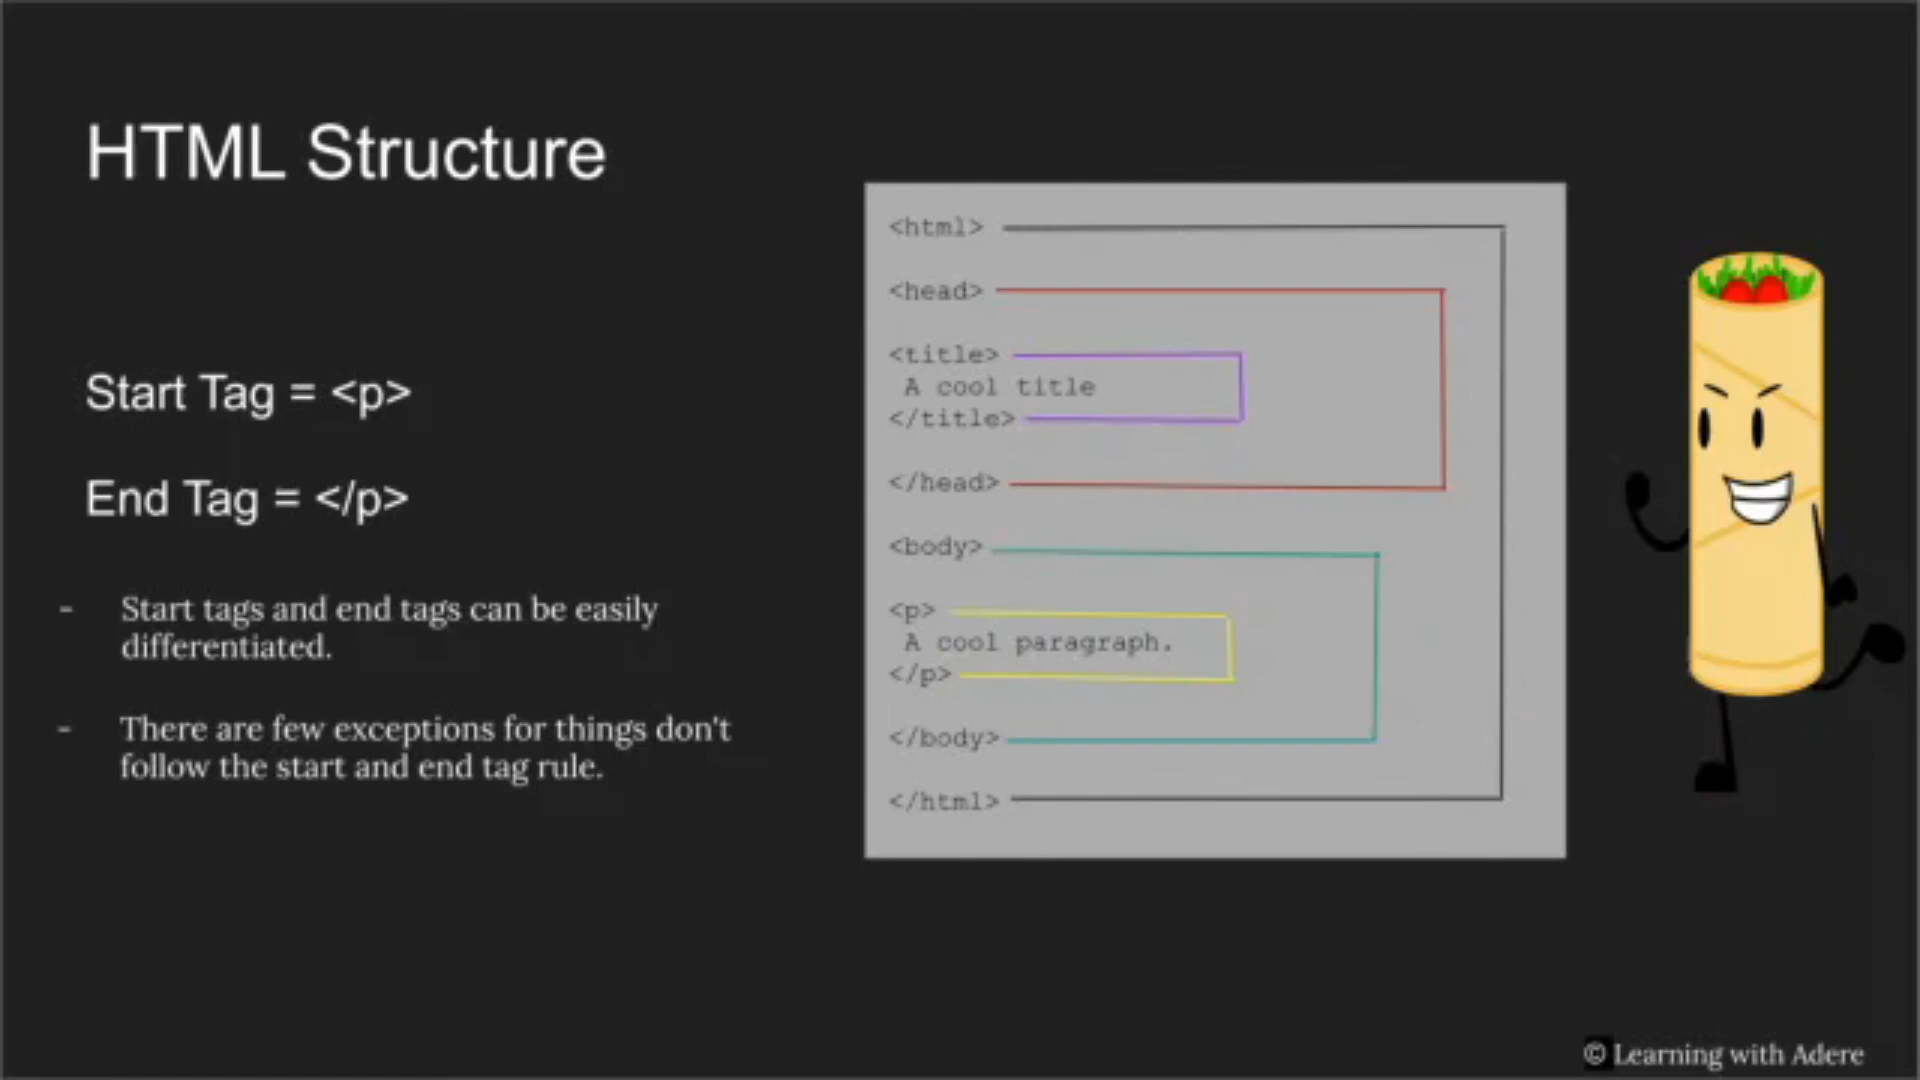 HTML Structure
Start Tag = <p>
End Tag = </p>
- Start tags and end tags can be easily
differentiated.
- There are few exceptions for things don't
follow the start and end tag rule.
<html>
<head>
<title>
A cool title
</title>
</head>
<body>
<p>
A cool paragraph.
</p>
</body>
</html>
© Learning with Adere